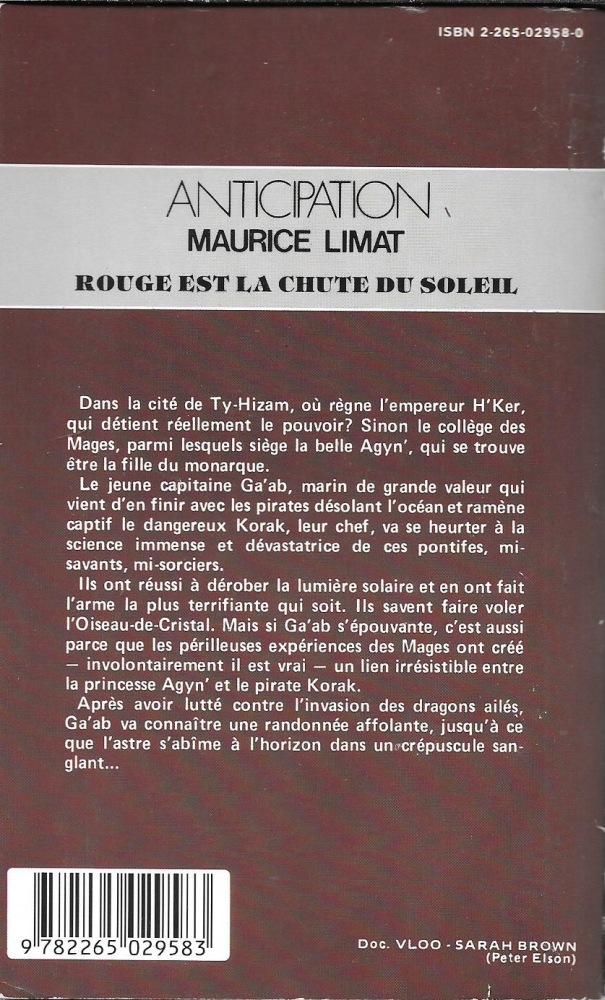 ISBN 2-265-02958-0
ANTICIPATION
MAURICE LIMAT
ROUGE EST LA CHUTE DU SOLEIL
Dans la cité de Ty-Hizam, où règne l'empereur H'Ker,
qui détient réellement le pouvoir? Sinon le collège des
Mages, parmi lesquels siège la belle Agyn', qui se trouve
être la fille du monarque.
Le jeune capitaine Ga'ab, marin de grande valeur qui
vient d'en finir avec les pirates désolant l'océan et ramène
captif le dangereux Korak, leur chef, va se heurter à la
science immense et dévastatrice de ces pontifes, mi-
savants, mi-sorciers.
Ils ont réussi à dérober la lumière solaire et en ont fait
l'arme la plus terrifiante qui soit. Ils savent faire voler
l'Oiseau-de-Cristal. Mais si Ga'ab s'épouvante, c'est aussi
parce que les périlleuses expériences des Mages ont créé
— involontairement il est vrai — un lien irrésistible entre
la princesse Agyn' et le pirate Korak.
Après avoir lutté contre l'invasion des dragons ailés,
Ga'ab va connaître une randonnée affolante, jusqu'à ce
que l'astre s'abîme à l'horizon dans un crépuscule san-
glant...
9 782265 029583
Doc. VLOO - SARAH BROWN
(Peter Elson)